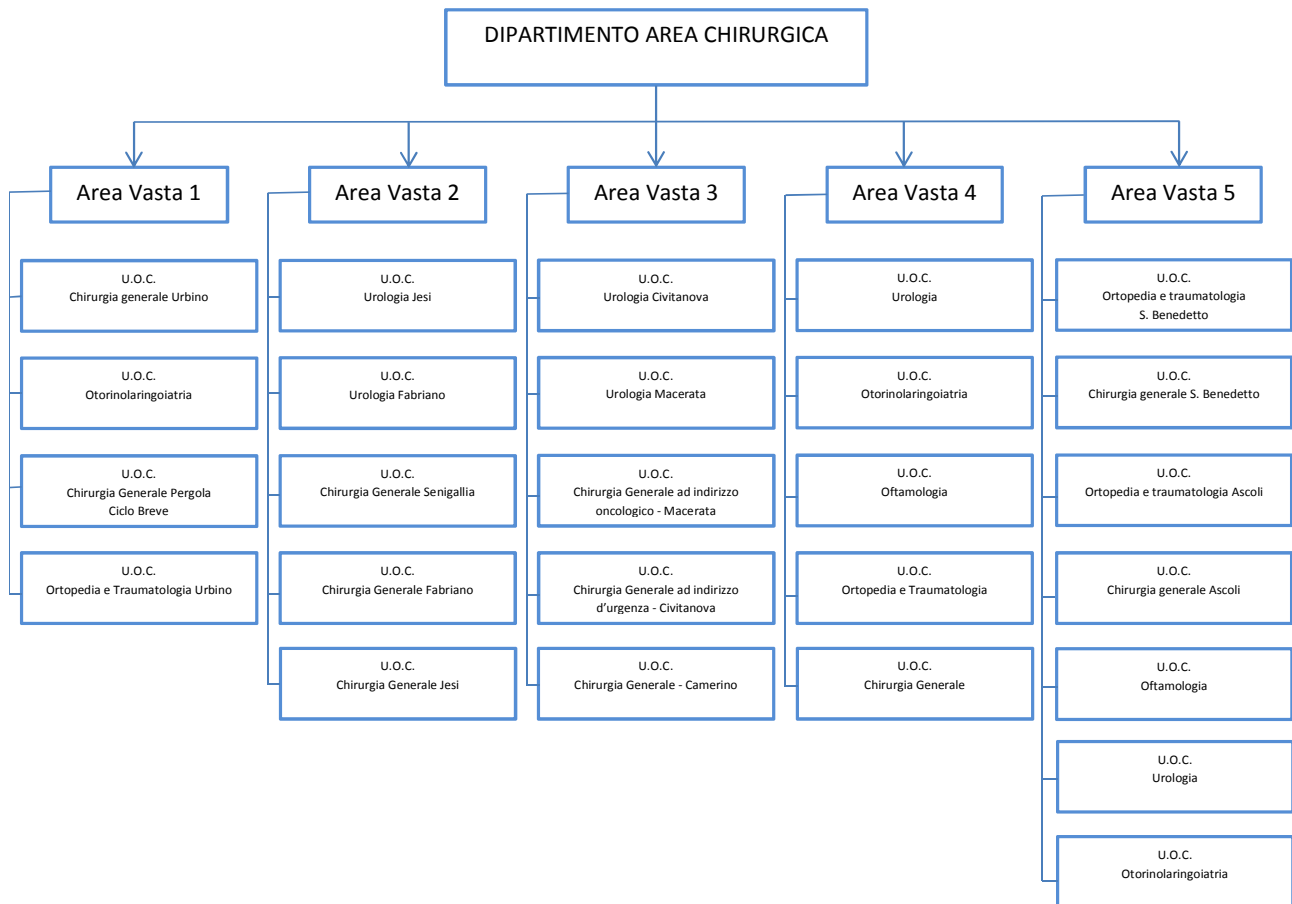 DIPARTIMENTO AREA CHIRURGICA
Area Vasta 1
Area Vasta 2
Area Vasta 3
Area Vasta 4
Area Vasta 5
U.O.C.
Chirurgia generale Urbino
U.O.C.
Otorinolaringoiatria
U.O.C.
Chirurgia Generale Pergola
Ciclo Breve
U.O.C.
Ortopedia e Traumatologia Urbino
U.O.C.
Urologia Jesi
U.O.C.
Urologia Fabriano
U.O.C.
Chirurgia Generale Senigallia
U.O.C.
Chirurgia Generale Fabriano
U.O.C.
Chirurgia Generale Jesi
U.O.C.
Urologia Civitanova
U.O.C.
Urologia Macerata
U.O.C.
Chirurgia Generale ad indirizzo
oncologico - Macerata
U.O.C.
Chirurgia Generale ad indirizzo
d'urgenza - Civitanova
U.O.C.
Chirurgia Generale - Camerino
U.O.C.
Urologia
U.O.C.
Otorinolaringoiatria
U.O.C.
Oftamologia
U.O.C.
Ortopedia e Traumatologia
U.O.C.
Chirurgia Generale
U.O.C.
Ortopedia e traumatologia
S. Benedetto
U.O.C.
Chirurgia generale S. Benedetto
U.O.C.
Ortopedia e traumatologia Ascoli
U.O.C.
Chirurgia generale Ascoli
U.O.C.
Oftamologia
U.O.C.
Urologia
U.O.C.
Otorinolaringoiatria